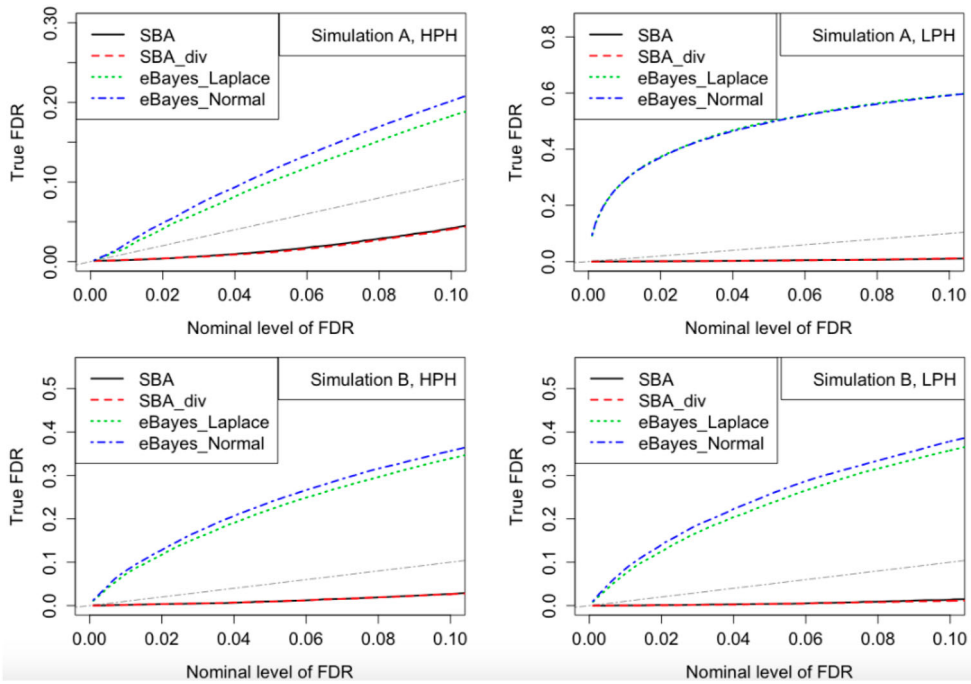 SBA
SBA_div
eBayes_Laplace
eBayes_Normal
Simulation A, HPH
True FDR
0.00 0.10 0.20 0.30
0.00 0.02 0.04 0.06 0.08 0.10
Nominal level of FDR
SBA
SBA_div
eBayes_Laplace
eBayes_Normal
Simulation A, LPH
True FDR
0.0 0.2 0.4 0.6 0.8
0.00 0.02 0.04 0.06 0.08 0.10
Nominal level of FDR
SBA
SBA_div
eBayes_Laplace
eBayes_Normal
Simulation B, HPH
True FDR
0.0 0.1 0.2 0.3 0.4 0.5
0.00 0.02 0.04 0.06 0.08 0.10
Nominal level of FDR
SBA
SBA_div
eBayes_Laplace
eBayes_Normal
Simulation B, LPH
True FDR
0.0 0.1 0.2 0.3 0.4 0.5
0.00 0.02 0.04 0.06 0.08 0.10
Nominal level of FDR